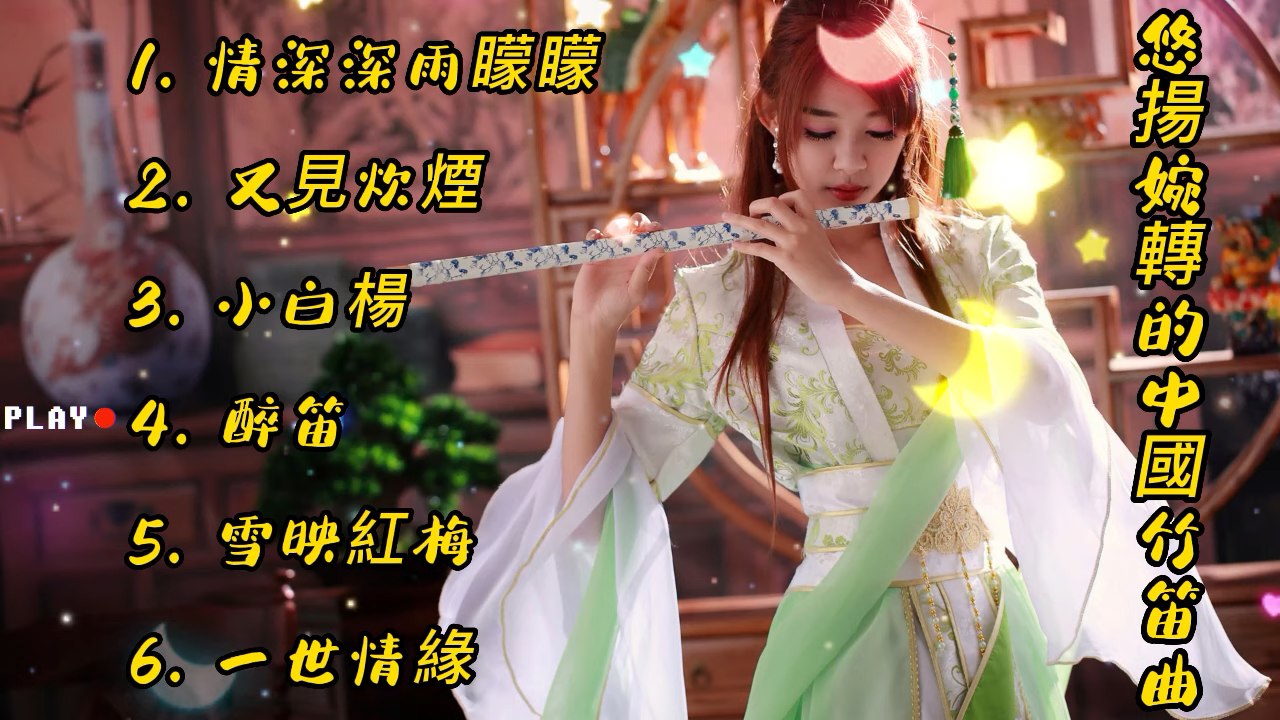 1. 情深深雨矇矇
2. 又見炊煙
3. 小白楊
PLAY
4. 醉笛
5. 雪映紅梅
6. 一世情緣
悠揚婉轉的中國竹笛曲